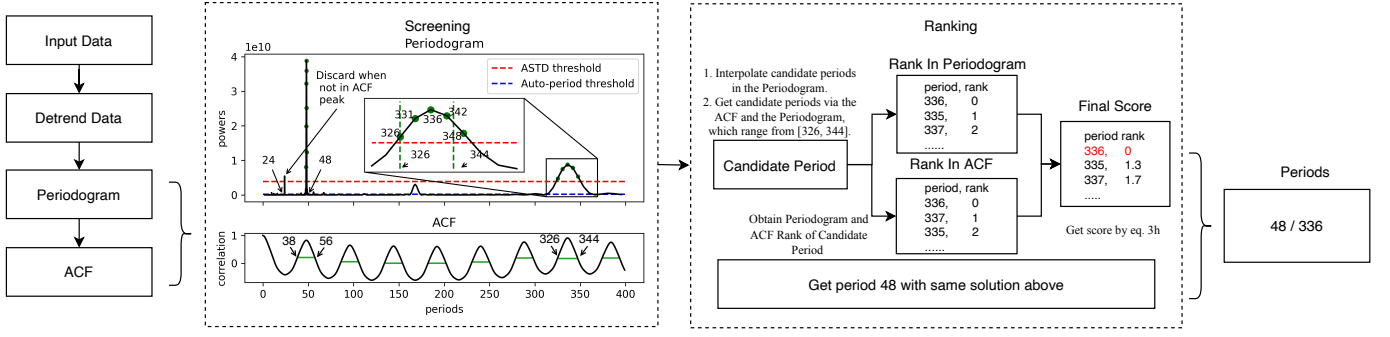 Input Data
Detrend Data
Periodogram
ACF
Screening
Periodogram
1e10
4
3
2
1
0
powers
Discard when
not in ACF
peak
24
48
ASTD threshold
Auto-period threshold
326
331
336
342
348
326
344
ACF
1
0
correlation
38
56
326
344
0
50
100
150
200
250
300
350
400
periods
Ranking
1. Interpolate candidate periods
in the Periodogram.
2. Get candidate periods via the
ACF and the Periodogram,
which range from [326, 344].
Candidate Period
Obtain Periodogram and
ACF Rank of Candidate
Period
Rank In Periodogram
period, rank
336, 0
335, 1
337, 2
......
Rank In ACF
period, rank
336, 0
337, 1
335, 2
......
Final Score
period rank
336, 0
335, 1.3
337, 1.7
.....
Get score by eq. 3h
Get period 48 with same solution above
Periods
48 / 336